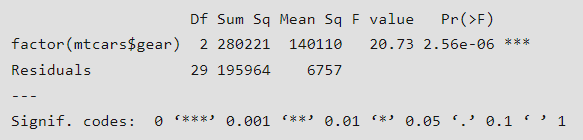 Df Sum Sq Mean Sq F value   Pr(>F)
factor(mtcars$gear)  2 280221  140110   20.73 2.56e-06 ***
Residuals           29 195964    6757
---
Signif. codes:  0 ‘***’ 0.001 ‘**’ 0.01 ‘*’ 0.05 ‘.’ 0.1 ‘ ’ 1